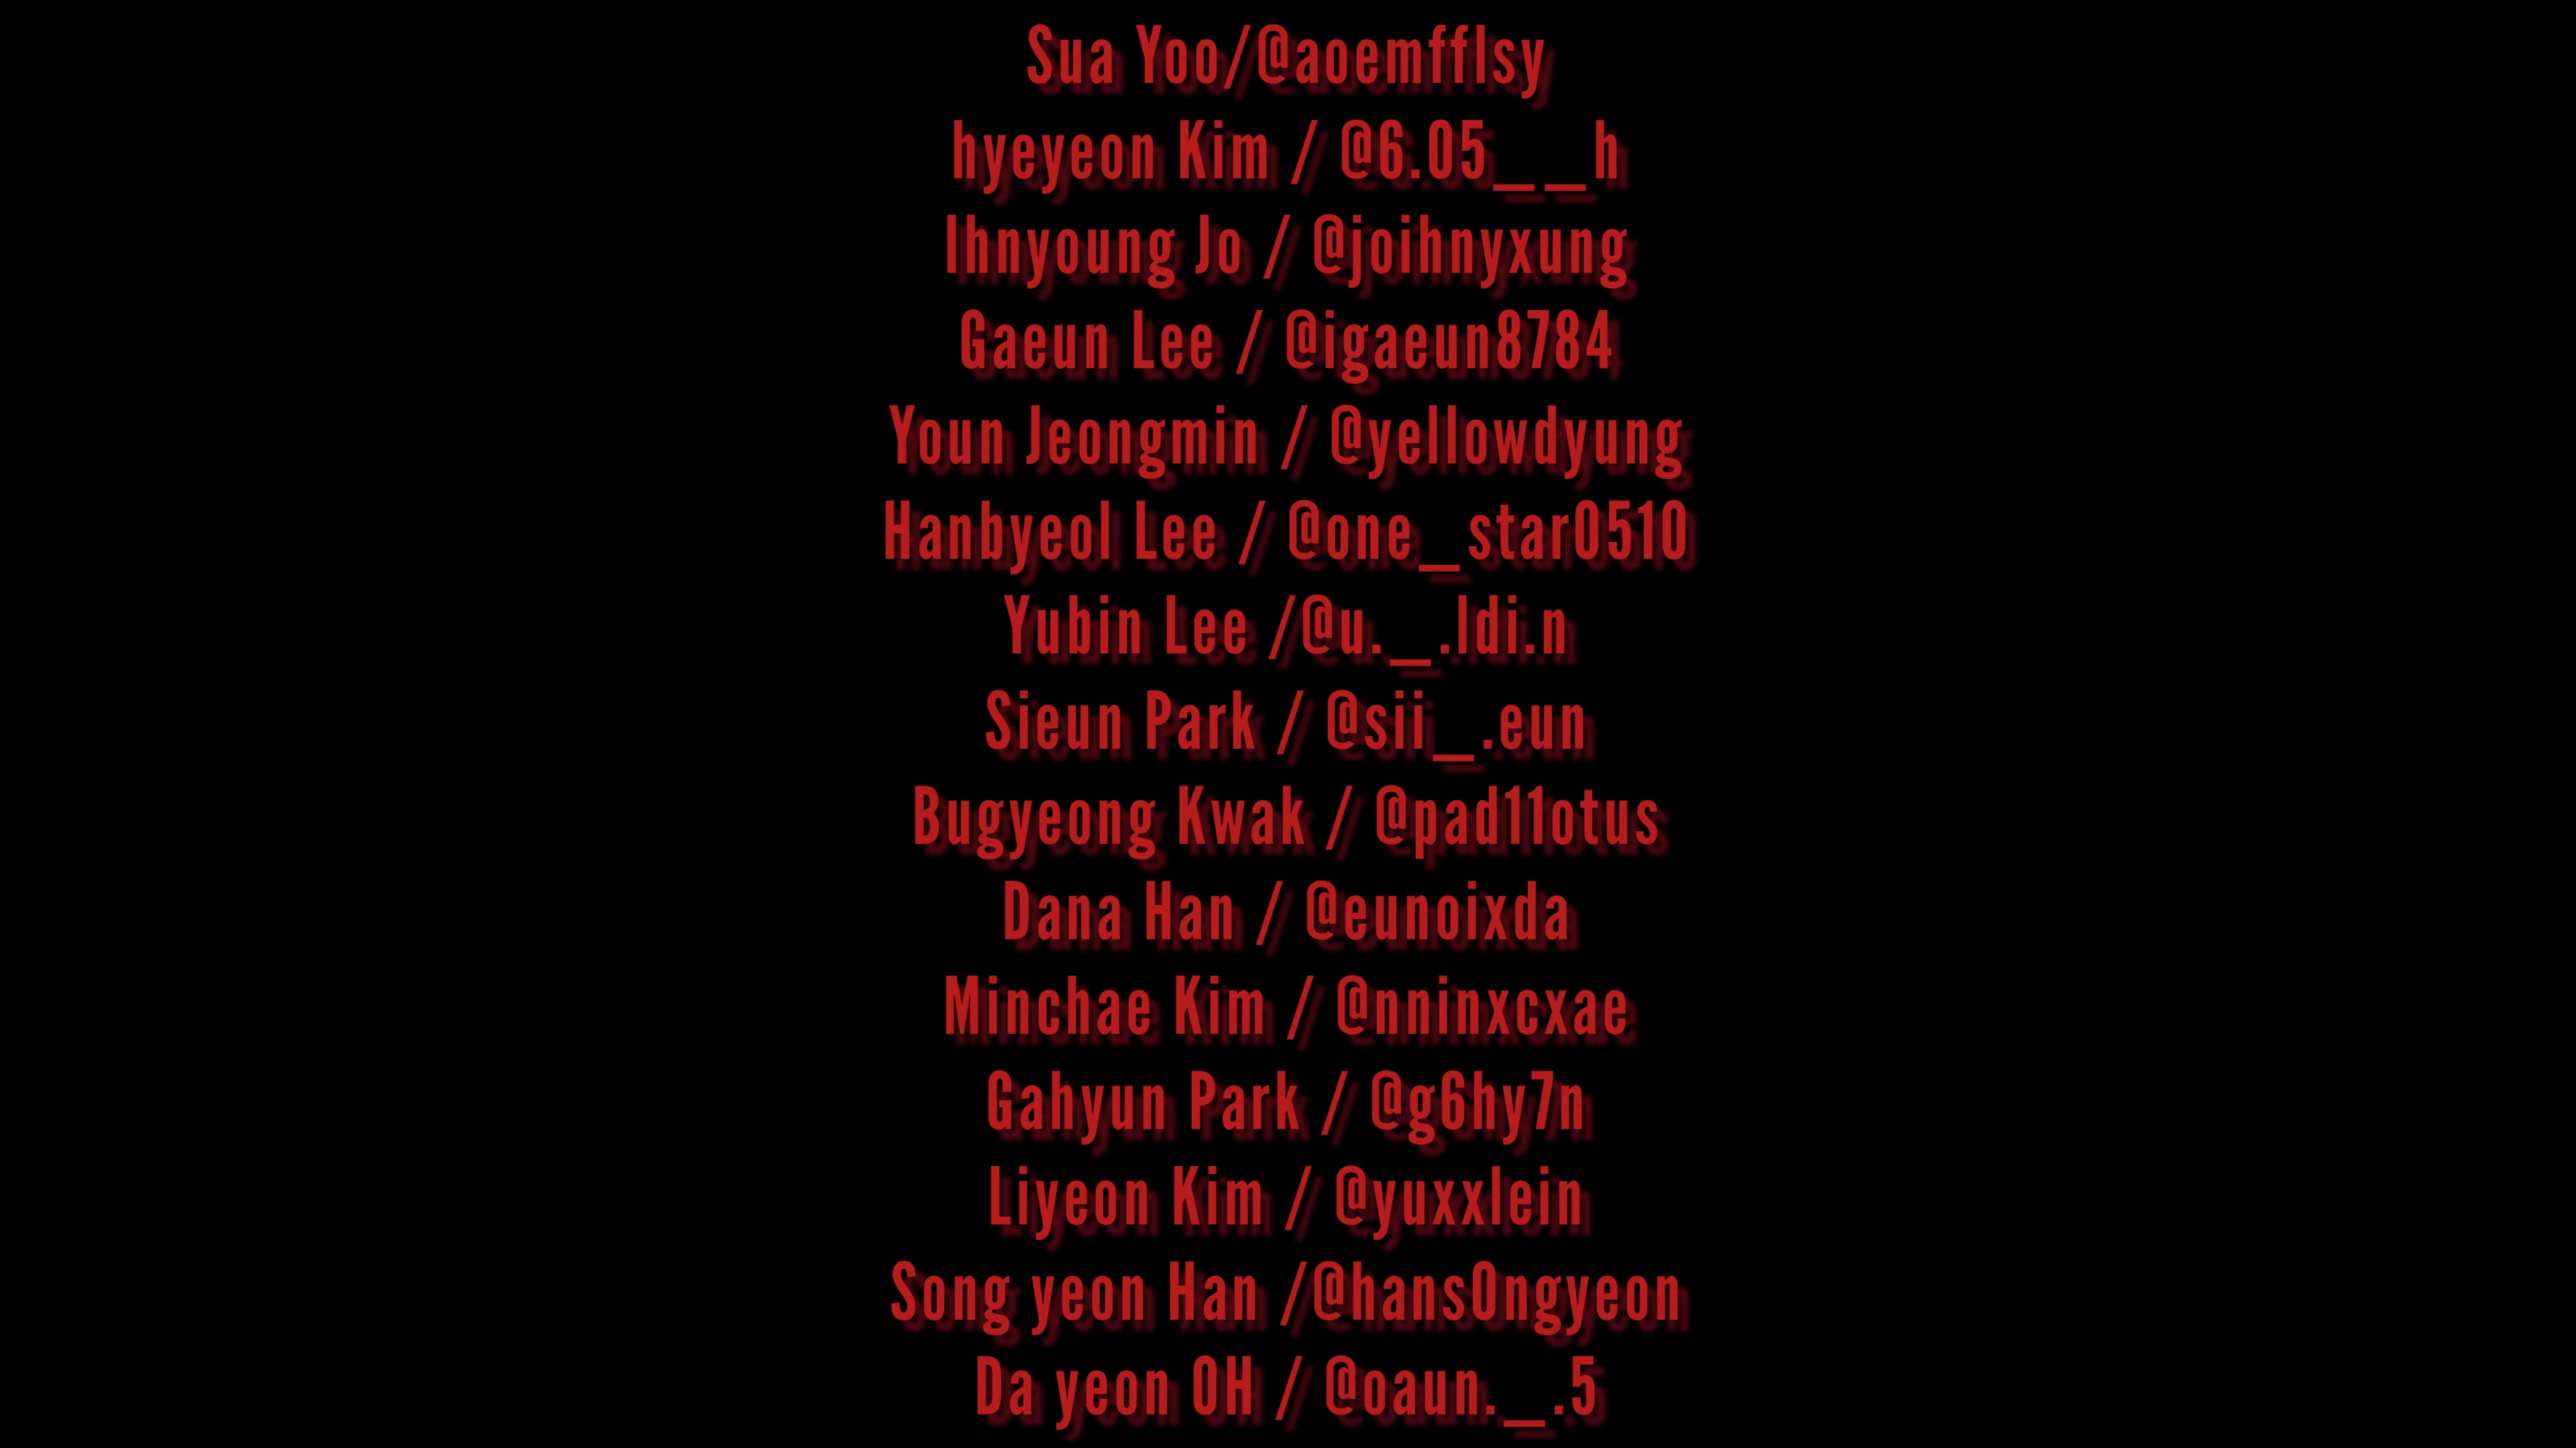 Sua Yoo/@aoemfflsy
hyeyeon Kim / @6.05__h
Ihnyoung Jo / @joihnyxung
Gaeun Lee / @igaeun8784
Youn Jeongmin / @yellowdyung
Hanbyeol Lee / @one_star0510
Yubin Lee /@u._.ldi.n
Sieun Park / @sii_.eun
Bugyeong Kwak / @pad11otus
Dana Han / @eunoixda
Minchae Kim / @nninxcxae
Gahyun Park / @g6hy7n
Liyeon Kim / @yuxxlein
Song yeon Han /@hans0ngyeon
Da yeon OH / @oaun._.5